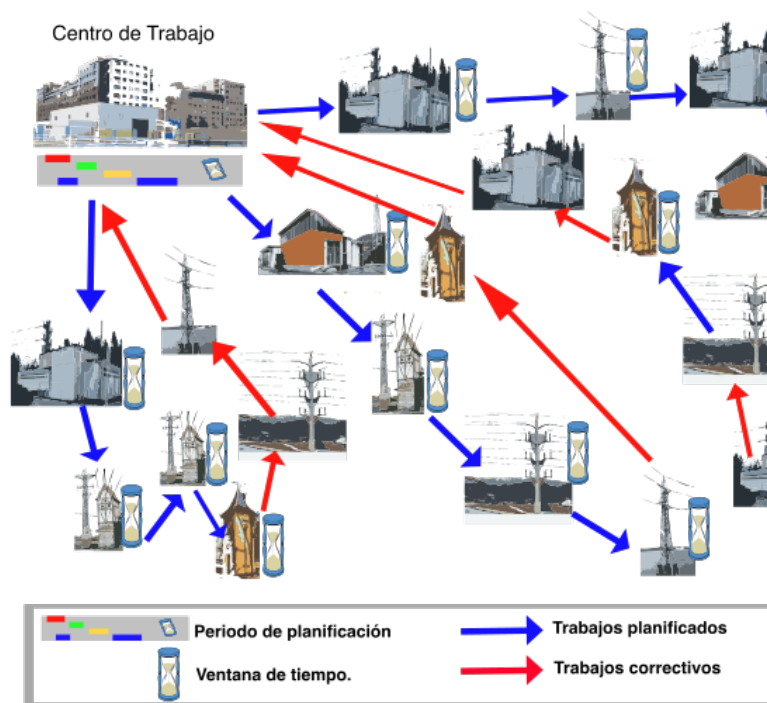 Centro de Trabajo
Periodo de planificación
Trabajos planificados
Ventana de tiempo.
Trabajos correctivos